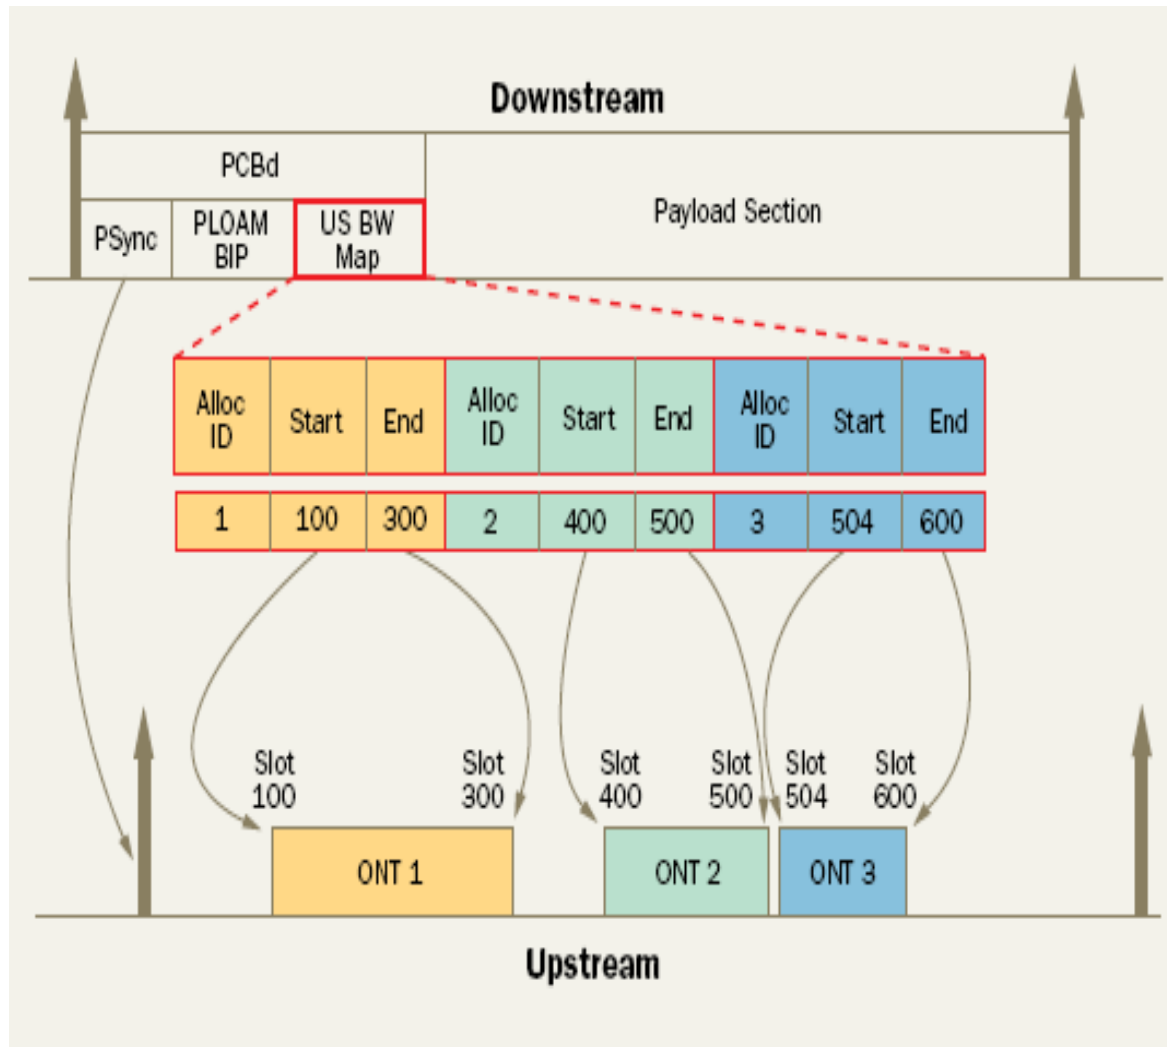 Downstream
PCBd
Payload Section
PSync
PLOAM
BIP
US BW
Map
Alloc
ID
Start
End
Alloc
ID
Start
End
Alloc
ID
Start
End
1
100
300
2
400
500
3
504
600
Slot
100
Slot
300
Slot
400
Slot
500
Slot
504
Slot
600
ONT 1
ONT 2
ONT 3
Upstream